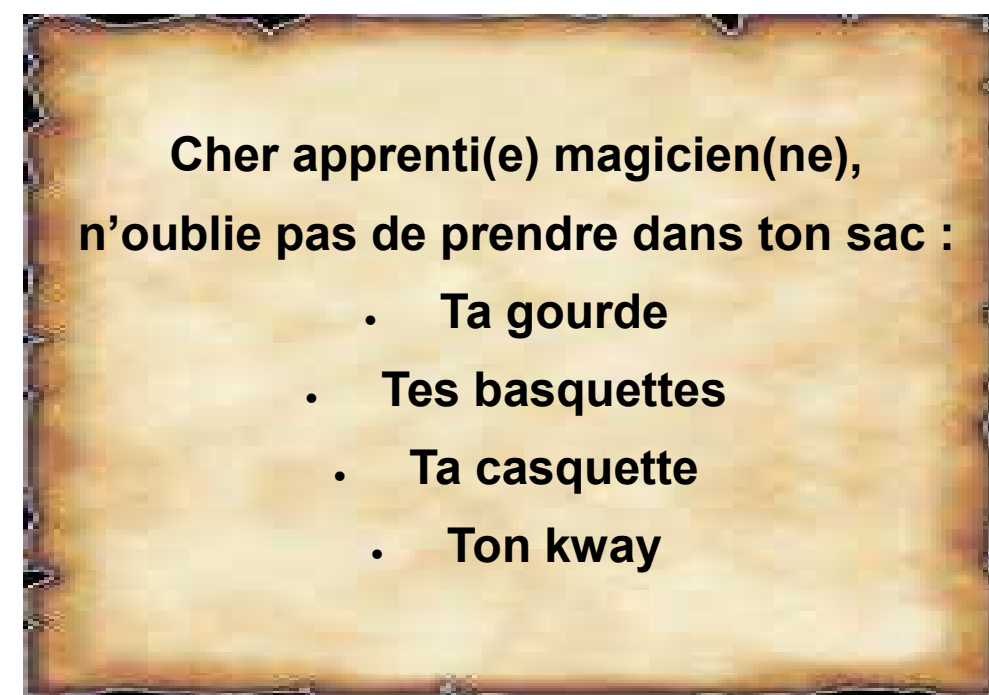 Cher apprenti(e) magicien(ne),
n’oublie pas de prendre dans ton sac :
• Ta gourde
• Tes basquettes
• Ta casquette
• Ton kway